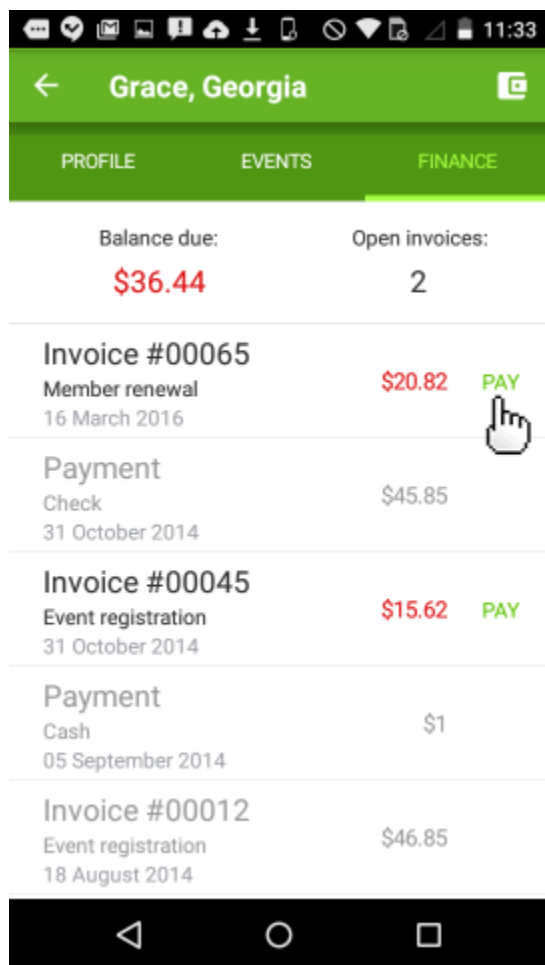 11:33
Grace, Georgia
PROFILE EVENTS FINANCE
Balance due: Open invoices:
$36.44 2
Invoice #00065
Member renewal $20.82 PAY
16 March 2016
Payment
Check $45.85
31 October 2014
Invoice #00045
Event registration $15.62 PAY
31 October 2014
Payment
Cash $1
05 September 2014
Invoice #00012
Event registration $46.85
18 August 2014